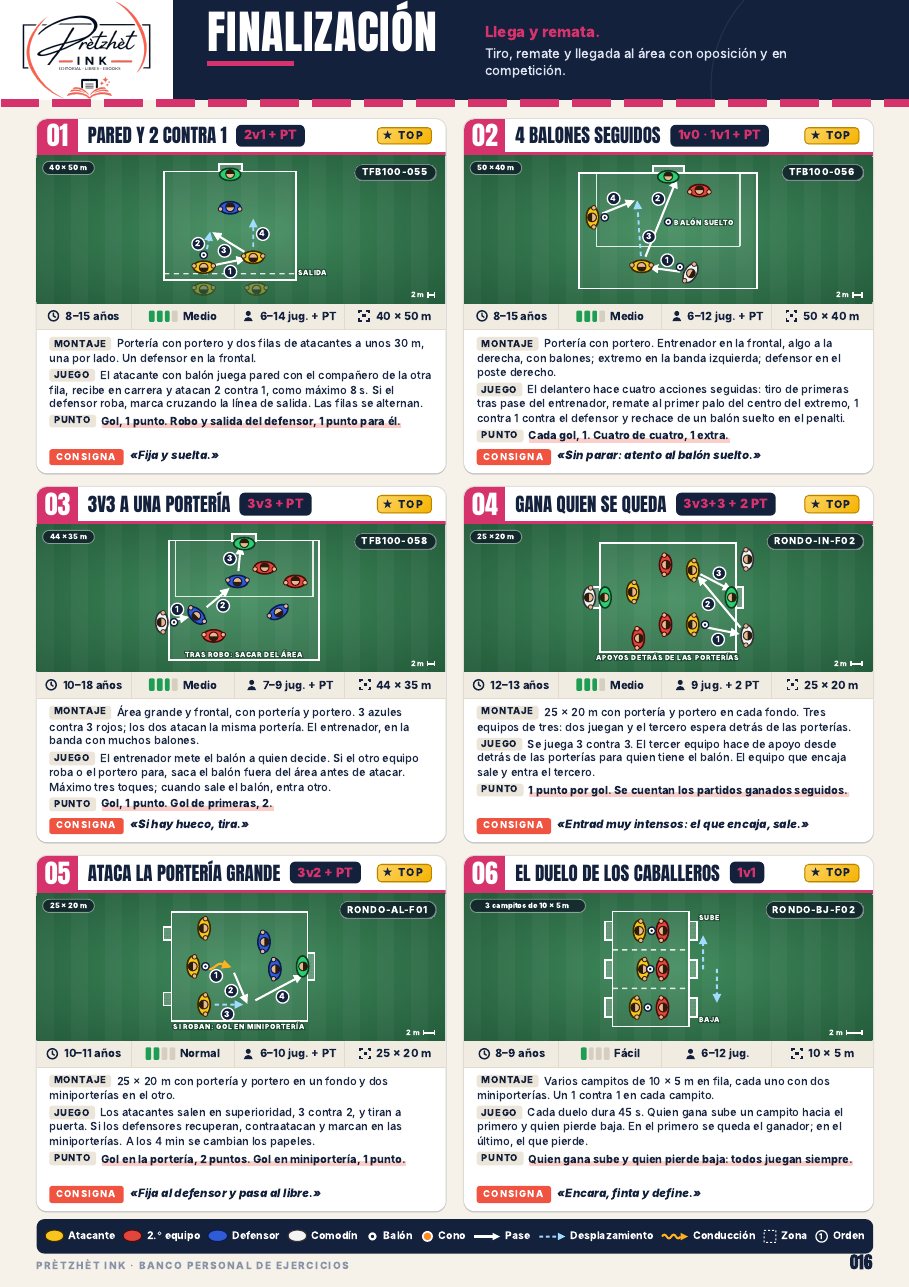 Prètzhèt
INK
EDITORIAL · LIBRES · EBOOKS
FINALIZACIÓN
Llega y remata.
Tiro, remate y llegada al área con oposición y en
competición.
01 PARED Y 2 CONTRA 1 2v1 + PT ★ TOP
40 × 50 m
TFB100-055
2
3
4
1
SALIDA
2 m
8–15 años Medio 6–14 jug. + PT 40 × 50 m
MONTAJE Portería con portero y dos filas de atacantes a unos 30 m,
una por lado. Un defensor en la frontal.
JUEGO El atacante con balón juega pared con el compañero de la otra
fila, recibe en carrera y atacan 2 contra 1, como máximo 8 s. Si el
defensor roba, marca cruzando la línea de salida. Las filas se alternan.
PUNTO Gol, 1 punto. Robo y salida del defensor, 1 punto para él.
CONSIGNA «Fija y suelta.»
02 4 BALONES SEGUIDOS 1v0 · 1v1 + PT ★ TOP
50 × 40 m
TFB100-056
4
2
BALÓN SUELTO
3
1
2 m
8–15 años Medio 6–12 jug. + PT 50 × 40 m
MONTAJE Portería con portero. Entrenador en la frontal, algo a la
derecha, con balones; extremo en la banda izquierda; defensor en el
poste derecho.
JUEGO El delantero hace cuatro acciones seguidas: tiro de primeras
tras pase del entrenador, remate al primer palo del centro del extremo, 1
contra 1 contra el defensor y rechace de un balón suelto en el penalti.
PUNTO Cada gol, 1. Cuatro de cuatro, 1 extra.
CONSIGNA «Sin parar: atento al balón suelto.»
03 3V3 A UNA PORTERÍA 3v3 + PT ★ TOP
44 × 35 m
TFB100-058
3
1
2
TRAS ROBO: SACAR DEL ÁREA
2 m
10–18 años Medio 7–9 jug. + PT 44 × 35 m
MONTAJE Área grande y frontal, con portería y portero. 3 azules
contra 3 rojos; los dos atacan la misma portería. El entrenador, en la
banda con muchos balones.
JUEGO El entrenador mete el balón a quien decide. Si el otro equipo
roba o el portero para, saca el balón fuera del área antes de atacar.
Máximo tres toques; cuando sale el balón, entra otro.
PUNTO Gol, 1 punto. Gol de primeras, 2.
CONSIGNA «Si hay hueco, tira.»
04 GANA QUIEN SE QUEDA 3v3+3 + 2 PT ★ TOP
25 × 20 m
RONDO-IN-F02
3
2
1
APOYOS DETRÁS DE LAS PORTERÍAS
2 m
12–13 años Medio 9 jug. + 2 PT 25 × 20 m
MONTAJE 25 × 20 m con portería y portero en cada fondo. Tres
equipos de tres: dos juegan y el tercero espera detrás de las porterías.
JUEGO Se juega 3 contra 3. El tercer equipo hace de apoyo desde
detrás de las porterías para quien tiene el balón. El equipo que encaja
sale y entra el tercero.
PUNTO 1 punto por gol. Se cuentan los partidos ganados seguidos.
CONSIGNA «Entrad muy intensos: el que encaja, sale.»
05 ATACA LA PORTERÍA GRANDE 3v2 + PT ★ TOP
25 × 20 m
RONDO-AL-F01
1
2
4
3
SI ROBAN: GOL EN MINIPORTERÍA
2 m
10–11 años Normal 6–10 jug. + PT 25 × 20 m
MONTAJE 25 × 20 m con portería y portero en un fondo y dos
miniporterías en el otro.
JUEGO Los atacantes salen en superioridad, 3 contra 2, y tiran a
puerta. Si los defensores recuperan, contraatacan y marcan en las
miniporterías. A los 4 min se cambian los papeles.
PUNTO Gol en la portería, 2 puntos. Gol en miniportería, 1 punto.
CONSIGNA «Fija al defensor y pasa al libre.»
06 EL DUELO DE LOS CABALLEROS 1v1 ★ TOP
3 campitos de 10 × 5 m
RONDO-BJ-F02
SUBE
BAJA
2 m
8–9 años Fácil 6–12 jug. 10 × 5 m
MONTAJE Varios campitos de 10 × 5 m en fila, cada uno con dos
miniporterías. Un 1 contra 1 en cada campito.
JUEGO Cada duelo dura 45 s. Quien gana sube un campito hacia el
primero y quien pierde baja. En el primero se queda el ganador; en el
último, el que pierde.
PUNTO Quien gana sube y quien pierde baja: todos juegan siempre.
CONSIGNA «Encara, finta y define.»
Atacante 2.º equipo Defensor Comodín Balón Cono Pase Desplazamiento Conducción Zona 1 Orden
PRÈTZHÈT INK · BANCO PERSONAL DE EJERCICIOS 016